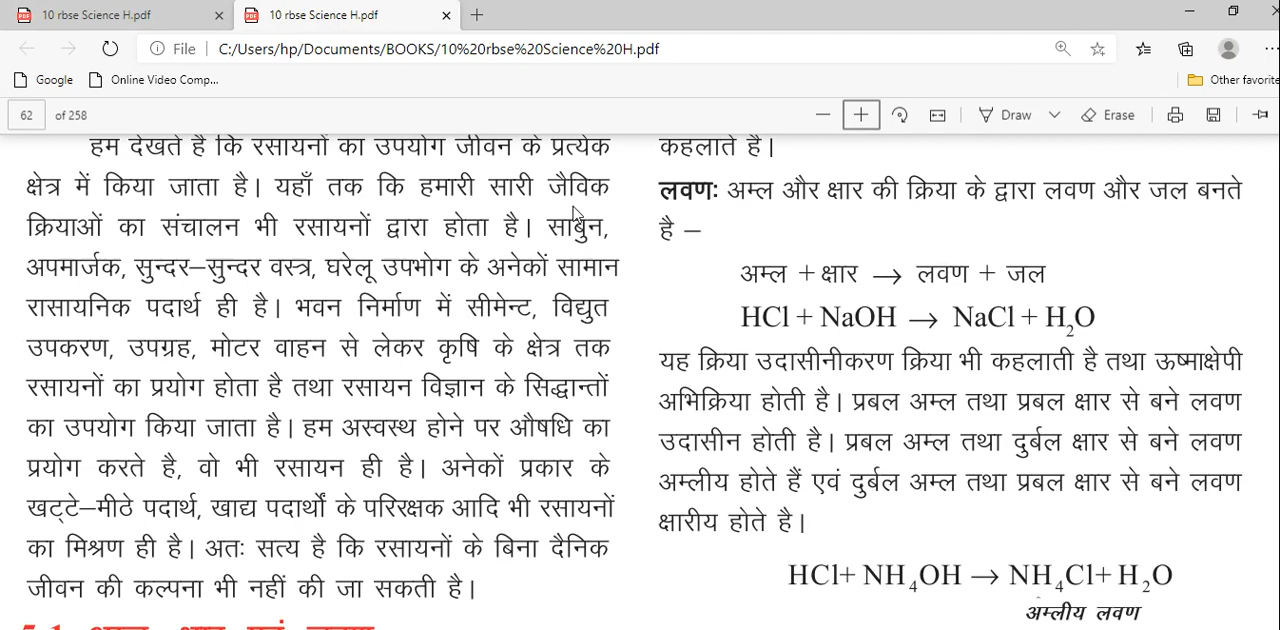 10 rbse Science H.pdf
10 rbse Science H.pdf
File C:/Users/hp/Documents/BOOKS/10%20rbse%20Science%20H.pdf
Google Online Video Comp... Other favorite
62 of 258 Draw Erase
हम देखते है कि रसायनों का उपयोग जीवन के प्रत्येक
क्षेत्र में किया जाता है। यहाँ तक कि हमारी सारी जैविक
क्रियाओं का संचालन भी रसायनों द्वारा होता है। साबुन,
अपमार्जक, सुन्दर–सुन्दर वस्त्र, घरेलू उपभोग के अनेकों सामान
रासायनिक पदार्थ ही है। भवन निर्माण में सीमेन्ट, विद्युत
उपकरण, उपग्रह, मोटर वाहन से लेकर कृषि के क्षेत्र तक
रसायनों का प्रयोग होता है तथा रसायन विज्ञान के सिद्धान्तों
का उपयोग किया जाता है। हम अस्वस्थ होने पर औषधि का
प्रयोग करते है, वो भी रसायन ही है। अनेकों प्रकार के
खट्टे–मीठे पदार्थ, खाद्य पदार्थों के परिरक्षक आदि भी रसायनों
का मिश्रण ही है। अतः सत्य है कि रसायनों के बिना दैनिक
जीवन की कल्पना भी नहीं की जा सकती है।
कहलाते है।
लवणः अम्ल और क्षार की क्रिया के द्वारा लवण और जल बनते
है –
अम्ल + क्षार → लवण + जल
HCl + NaOH → NaCl + H₂O
यह क्रिया उदासीनीकरण क्रिया भी कहलाती है तथा ऊष्माक्षेपी
अभिक्रिया होती है। प्रबल अम्ल तथा प्रबल क्षार से बने लवण
उदासीन होती है। प्रबल अम्ल तथा दुर्बल क्षार से बने लवण
अम्लीय होते हैं एवं दुर्बल अम्ल तथा प्रबल क्षार से बने लवण
क्षारीय होते है।
HCl+ NH₄OH → NH₄Cl+ H₂O
अम्लीय लवण